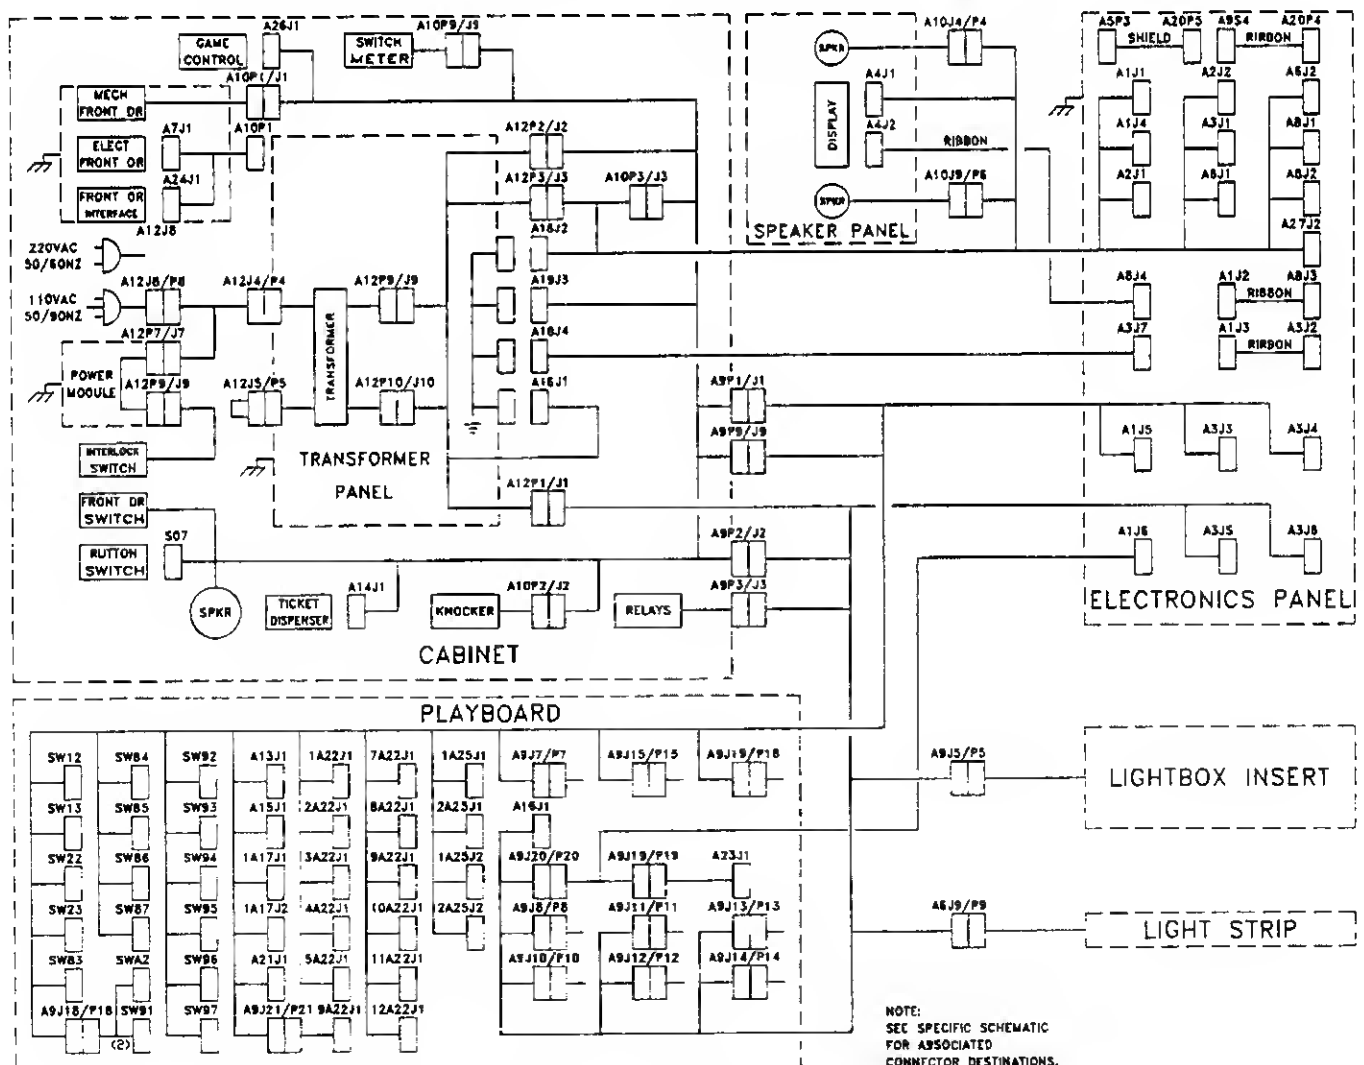 A26J1
GAME
CONTROL
A10P9/J9
SWITCH
METER
A10P1/J1
MECH
FRONT DR
A7J1
A10P1
ELECT
FRONT DR
A24J1
FRONT DR
INTERFACE
A12J8
220VAC
50/60HZ
110VAC
50/90HZ
A12J8/P8
A12J4/P4
A12P9/J9
A12P7/J7
POWER
MODULE
A12P9/J9
A12J5/P5
TRANSFORMER
A12P10/J10
TRANSFORMER
PANEL
INTERLOCK
SWITCH
FRONT DR
SWITCH
RUTTON
SWITCH
S07
SPKR
A14J1
TICKET
DISPENSER
KNOCKER
A10P2/J2
RELAYS
A9P3/J3
A9P2/J2
CABINET
A12P2/J2
A12P3/J3
A10P3/J3
A18J2
A19J3
A18J4
A16J1
A12P1/J1
A9P1/J1
A9P9/J9
SPKR
A10J4/P4
DISPLAY
A4J1
A4J2
RIBBON
SPKR
A10J9/P6
SPEAKER PANEL
A5P3
A20P5
A9S4
A20P4
SHIELD
RIRBON
A1J1
A2J2
A6J2
A1J4
A3J1
A8J1
A2J1
A6J1
A8J2
A27J2
A8J4
A1J2
A8J3
RIBBON
A3J7
A1J3
A3J2
RIRBON
A1J5
A3J3
A3J4
A1J6
A3J5
A3J8
ELECTRONICS PANEL
PLAYBOARD
SW12
SW84
SW92
A13J1
1A22J1
7A22J1
1A25J1
A9J7/P7
A9J15/P15
A9J19/P18
SW13
SW85
SW93
A15J1
2A22J1
8A22J1
2A25J1
A16J1
SW22
SW86
SW94
1A17J1
3A22J1
9A22J1
1A25J2
A9J20/P20
A9J19/P19
A23J1
SW23
SW87
SW95
1A17J2
4A22J1
10A22J1
2A25J2
A9J8/P8
A9J11/P11
A9J13/P13
SW83
SWA2
SW96
A21J1
5A22J1
11A22J1
A9J10/P10
A9J12/P12
A9J14/P14
A9J18/P18
(2)
SW91
SW97
A9J21/P21
9A22J1
12A22J1
A9J5/P5
LIGHTBOX INSERT
A6J9/P9
LIGHT STRIP
NOTE:
SEE SPECIFIC SCHEMATIC
FOR ASSOCIATED
CONNECTOR DESTINATIONS.